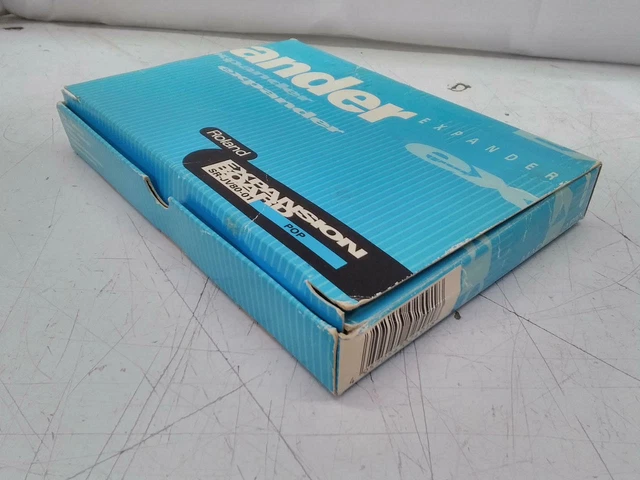 ander
expander
expander
EXPANDER
ex
Roland
EXPANSION
BOARD
SR-JV80-01
POP